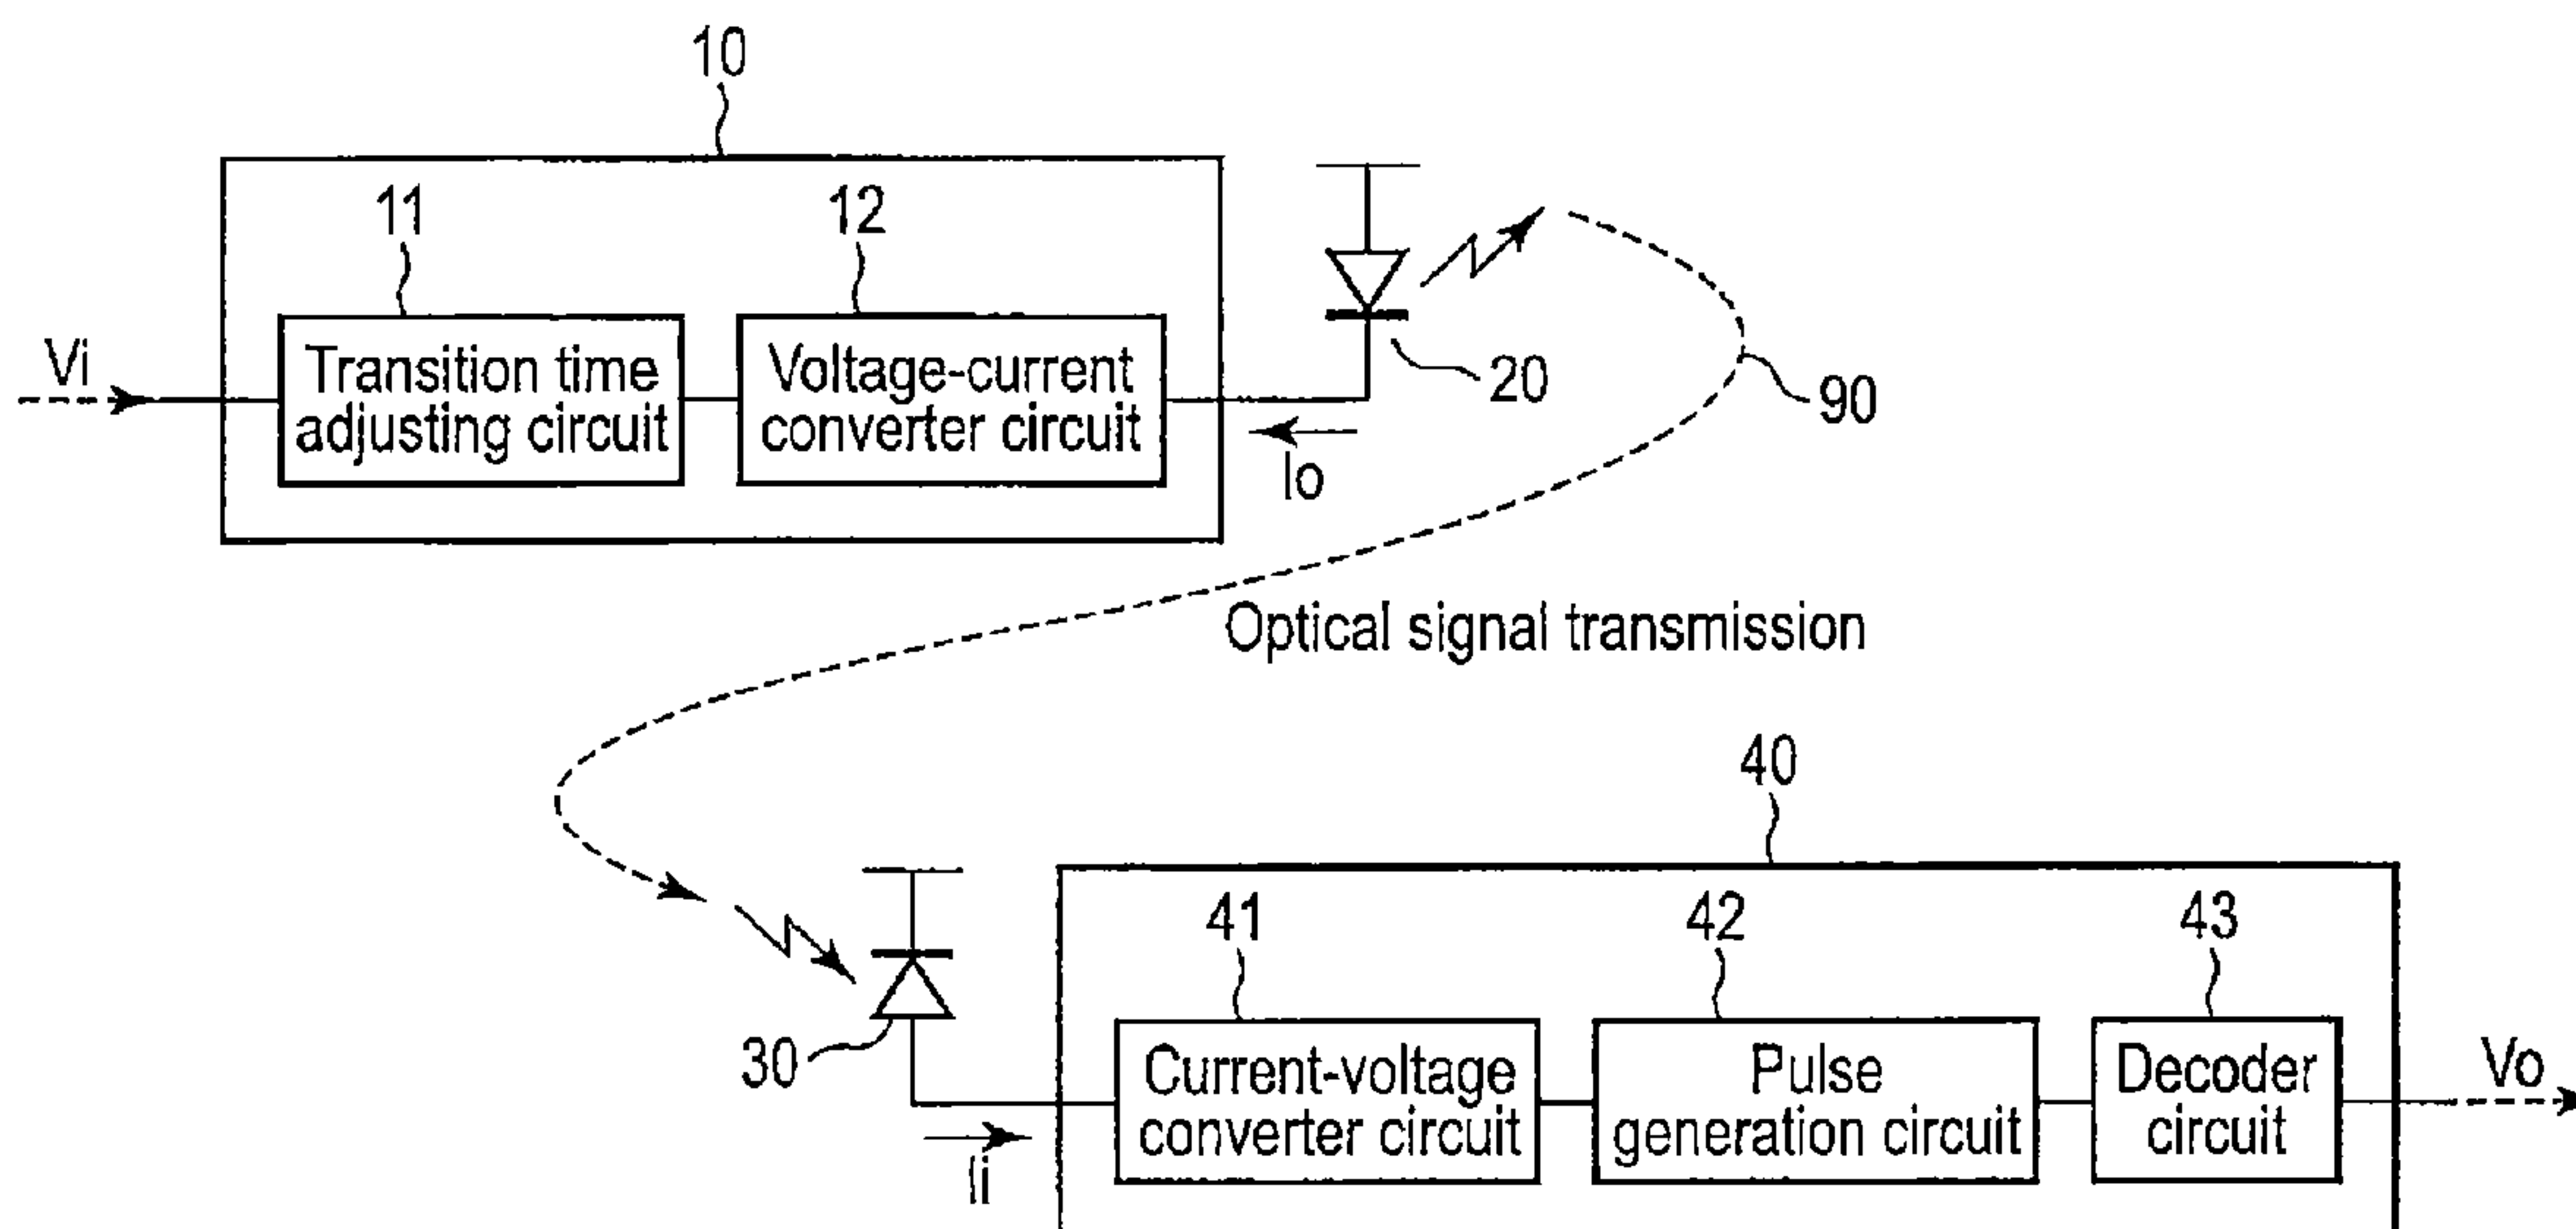 10
11
12
Vi
Transition time
adjusting circuit
Voltage-current
converter circuit
20
90
Io
Optical signal transmission
40
41
42
43
30
Current-voltage
converter circuit
Pulse
generation circuit
Decoder
circuit
Vo
Ii